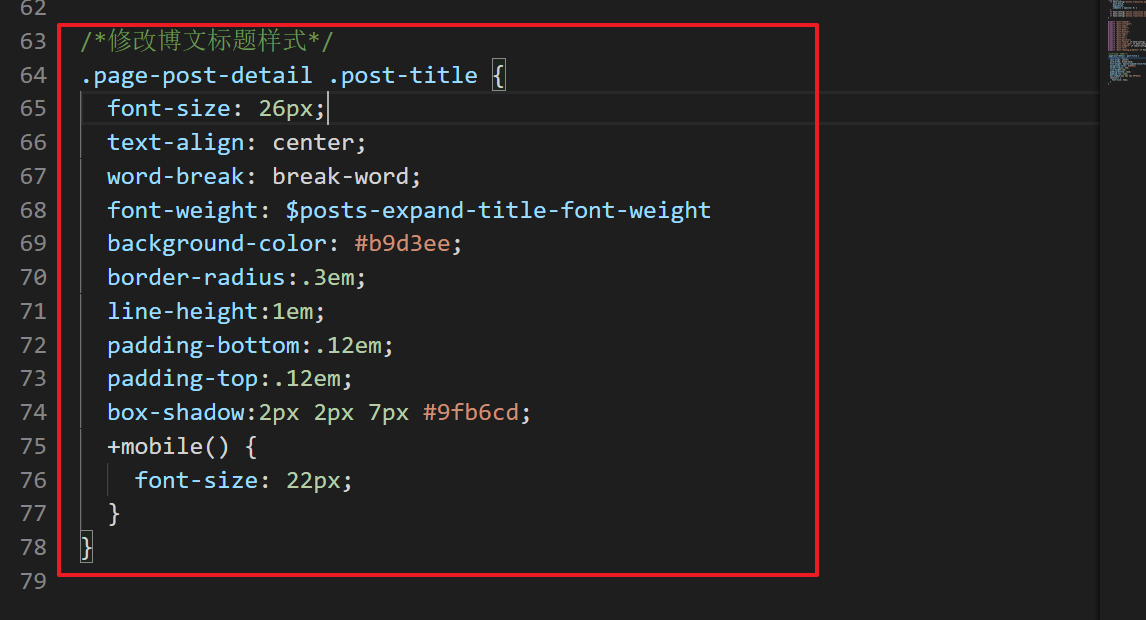 62
63 /*修改博文标题样式*/
64 .page-post-detail .post-title {
65 font-size: 26px;
66 text-align: center;
67 word-break: break-word;
68 font-weight: $posts-expand-title-font-weight
69 background-color: #b9d3ee;
70 border-radius:.3em;
71 line-height:1em;
72 padding-bottom:.12em;
73 padding-top:.12em;
74 box-shadow:2px 2px 7px #9fb6cd;
75 +mobile() {
76 font-size: 22px;
77 }
78 }
79